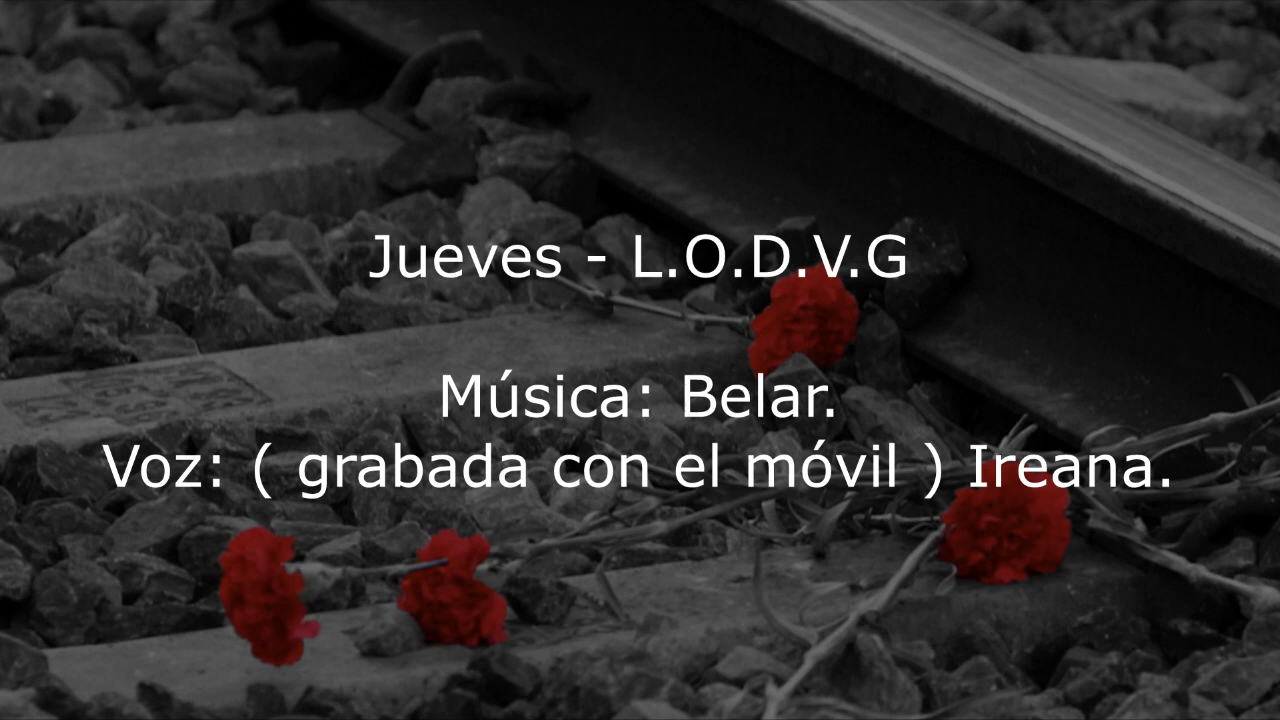 Jueves - L.O.D.V.G
Música: Belar.
Voz: ( grabada con el móvil ) Ireana.